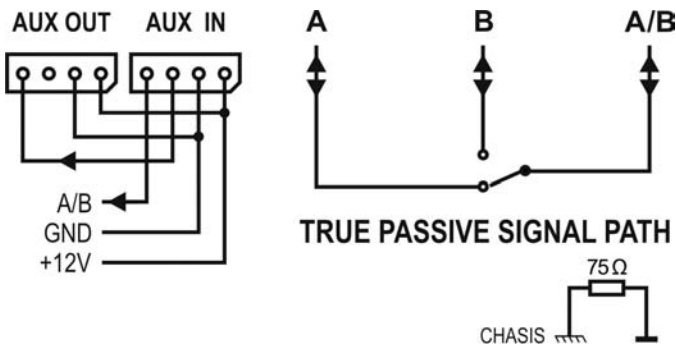 AUX OUT AUX IN
A B A/B
A/B
GND
+12V
TRUE PASSIVE SIGNAL PATH
75Ω
CHASIS